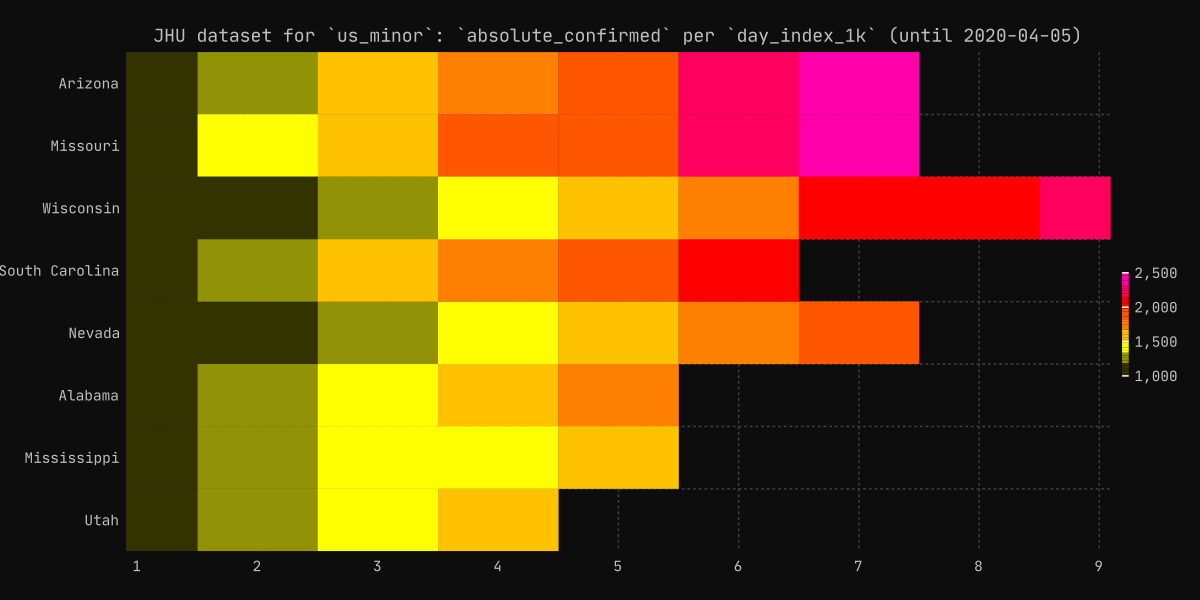 JHU dataset for `us_minor`: `absolute_confirmed` per `day_index_1k` (until 2020-04-05)
Arizona
Missouri
Wisconsin
South Carolina
Nevada
Alabama
Mississippi
Utah
2,500
2,000
1,500
1,000
1 2 3 4 5 6 7 8 9